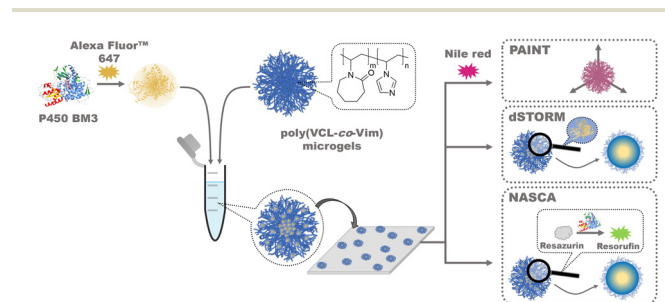 Alexa Fluor™
647
P450 BM3
m
n
N
O
N
N
poly(VCL-co-Vim)
microgels
Nile red
PAINT
dSTORM
NASCA
Resazurin
Resorufin